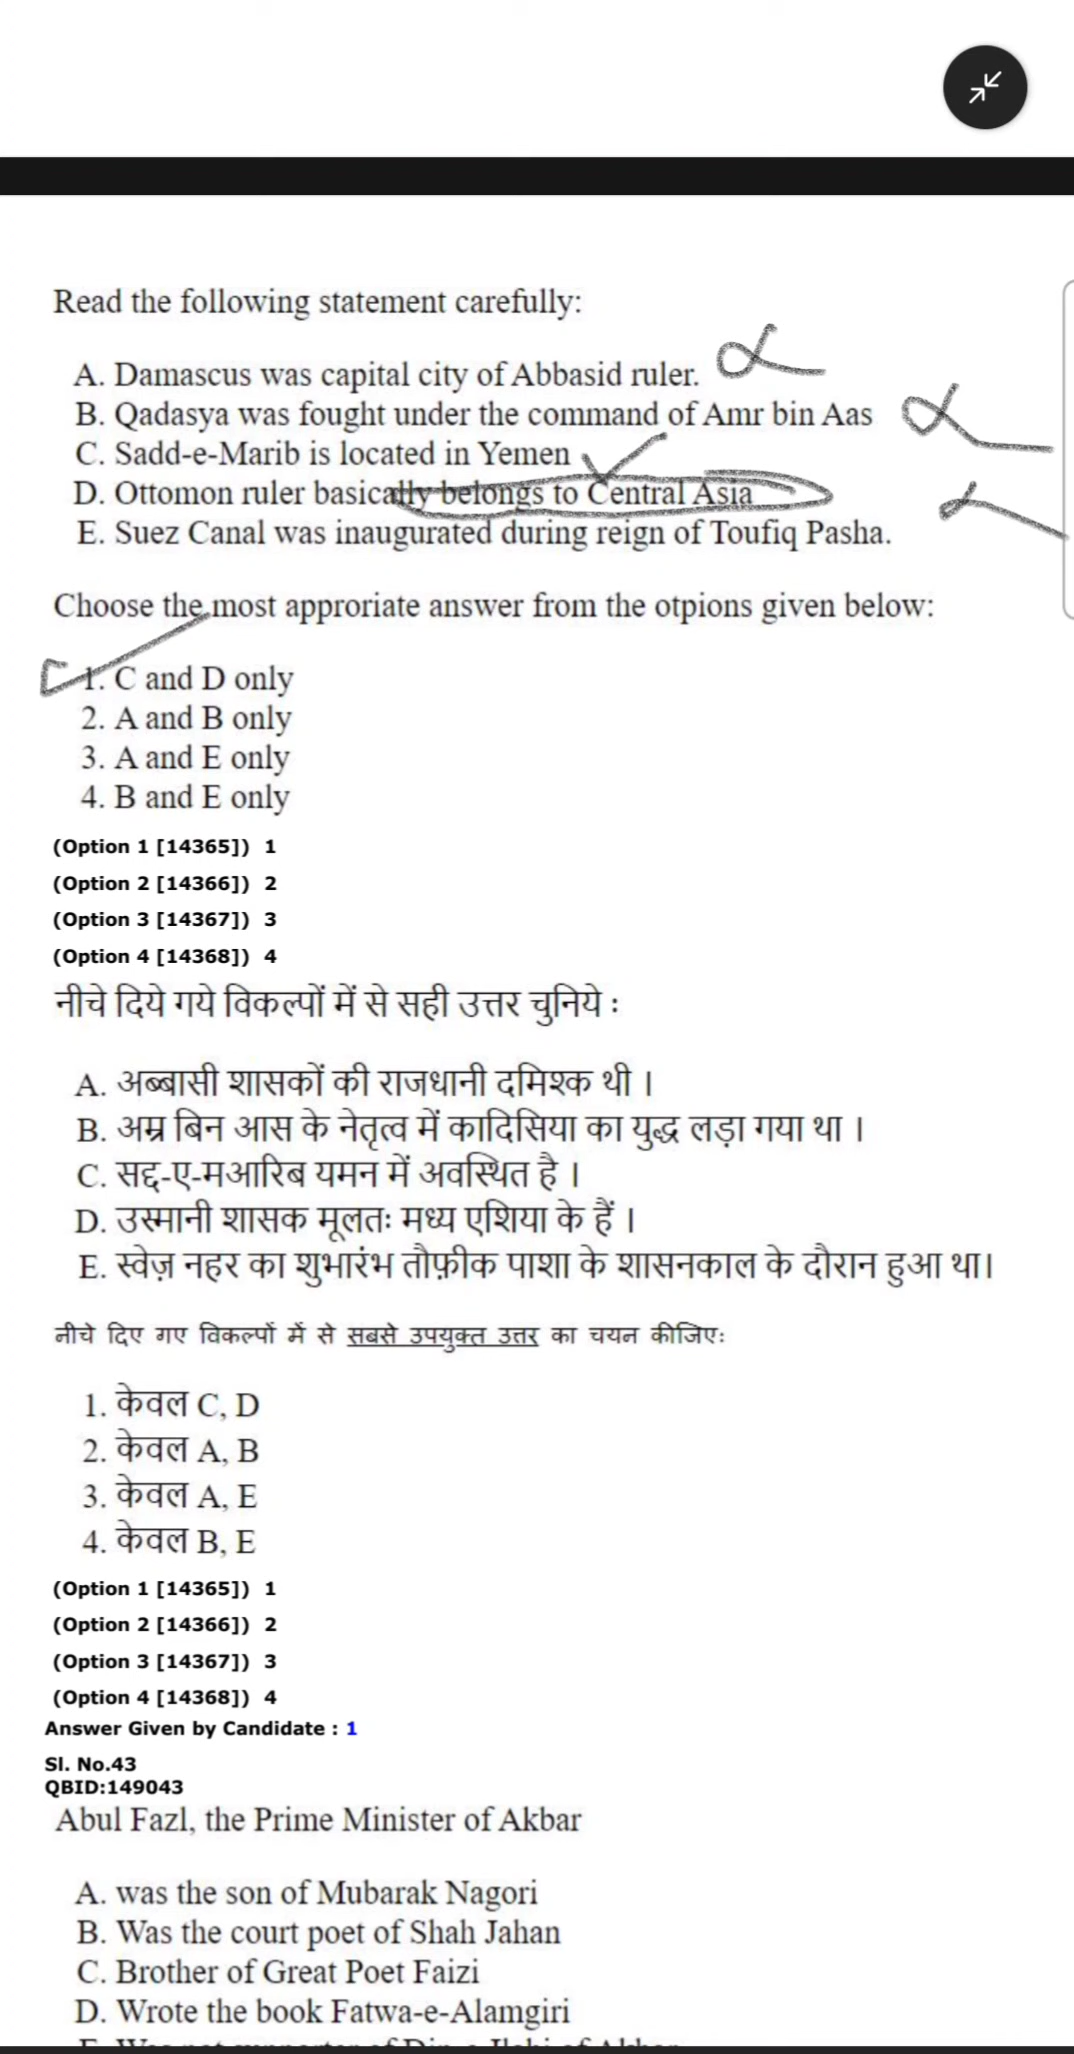 Read the following statement carefully:
A. Damascus was capital city of Abbasid ruler.
B. Qadasya was fought under the command of Amr bin Aas
C. Sadd-e-Marib is located in Yemen
D. Ottomon ruler basically belongs to Central Asia
E. Suez Canal was inaugurated during reign of Toufiq Pasha.
Choose the most approriate answer from the otpions given below:
1. C and D only
2. A and B only
3. A and E only
4. B and E only
(Option 1 [14365]) 1
(Option 2 [14366]) 2
(Option 3 [14367]) 3
(Option 4 [14368]) 4
नीचे दिये गये विकल्पों में से सही उत्तर चुनिये :
A. अब्बासी शासकों की राजधानी दमिश्क थी ।
B. अम्र बिन आस के नेतृत्व में कादिसिया का युद्ध लड़ा गया था ।
C. सद्द-ए-मआरिब यमन में अवस्थित है ।
D. उस्मानी शासक मूलतः मध्य एशिया के हैं ।
E. स्वेज़ नहर का शुभारंभ तौफ़ीक पाशा के शासनकाल के दौरान हुआ था।
नीचे दिए गए विकल्पों में से सबसे उपयुक्त उत्तर का चयन कीजिए:
1. केवल C, D
2. केवल A, B
3. केवल A, E
4. केवल B, E
(Option 1 [14365]) 1
(Option 2 [14366]) 2
(Option 3 [14367]) 3
(Option 4 [14368]) 4
Answer Given by Candidate : 1
Sl. No.43
QBID:149043
Abul Fazl, the Prime Minister of Akbar
A. was the son of Mubarak Nagori
B. Was the court poet of Shah Jahan
C. Brother of Great Poet Faizi
D. Wrote the book Fatwa-e-Alamgiri